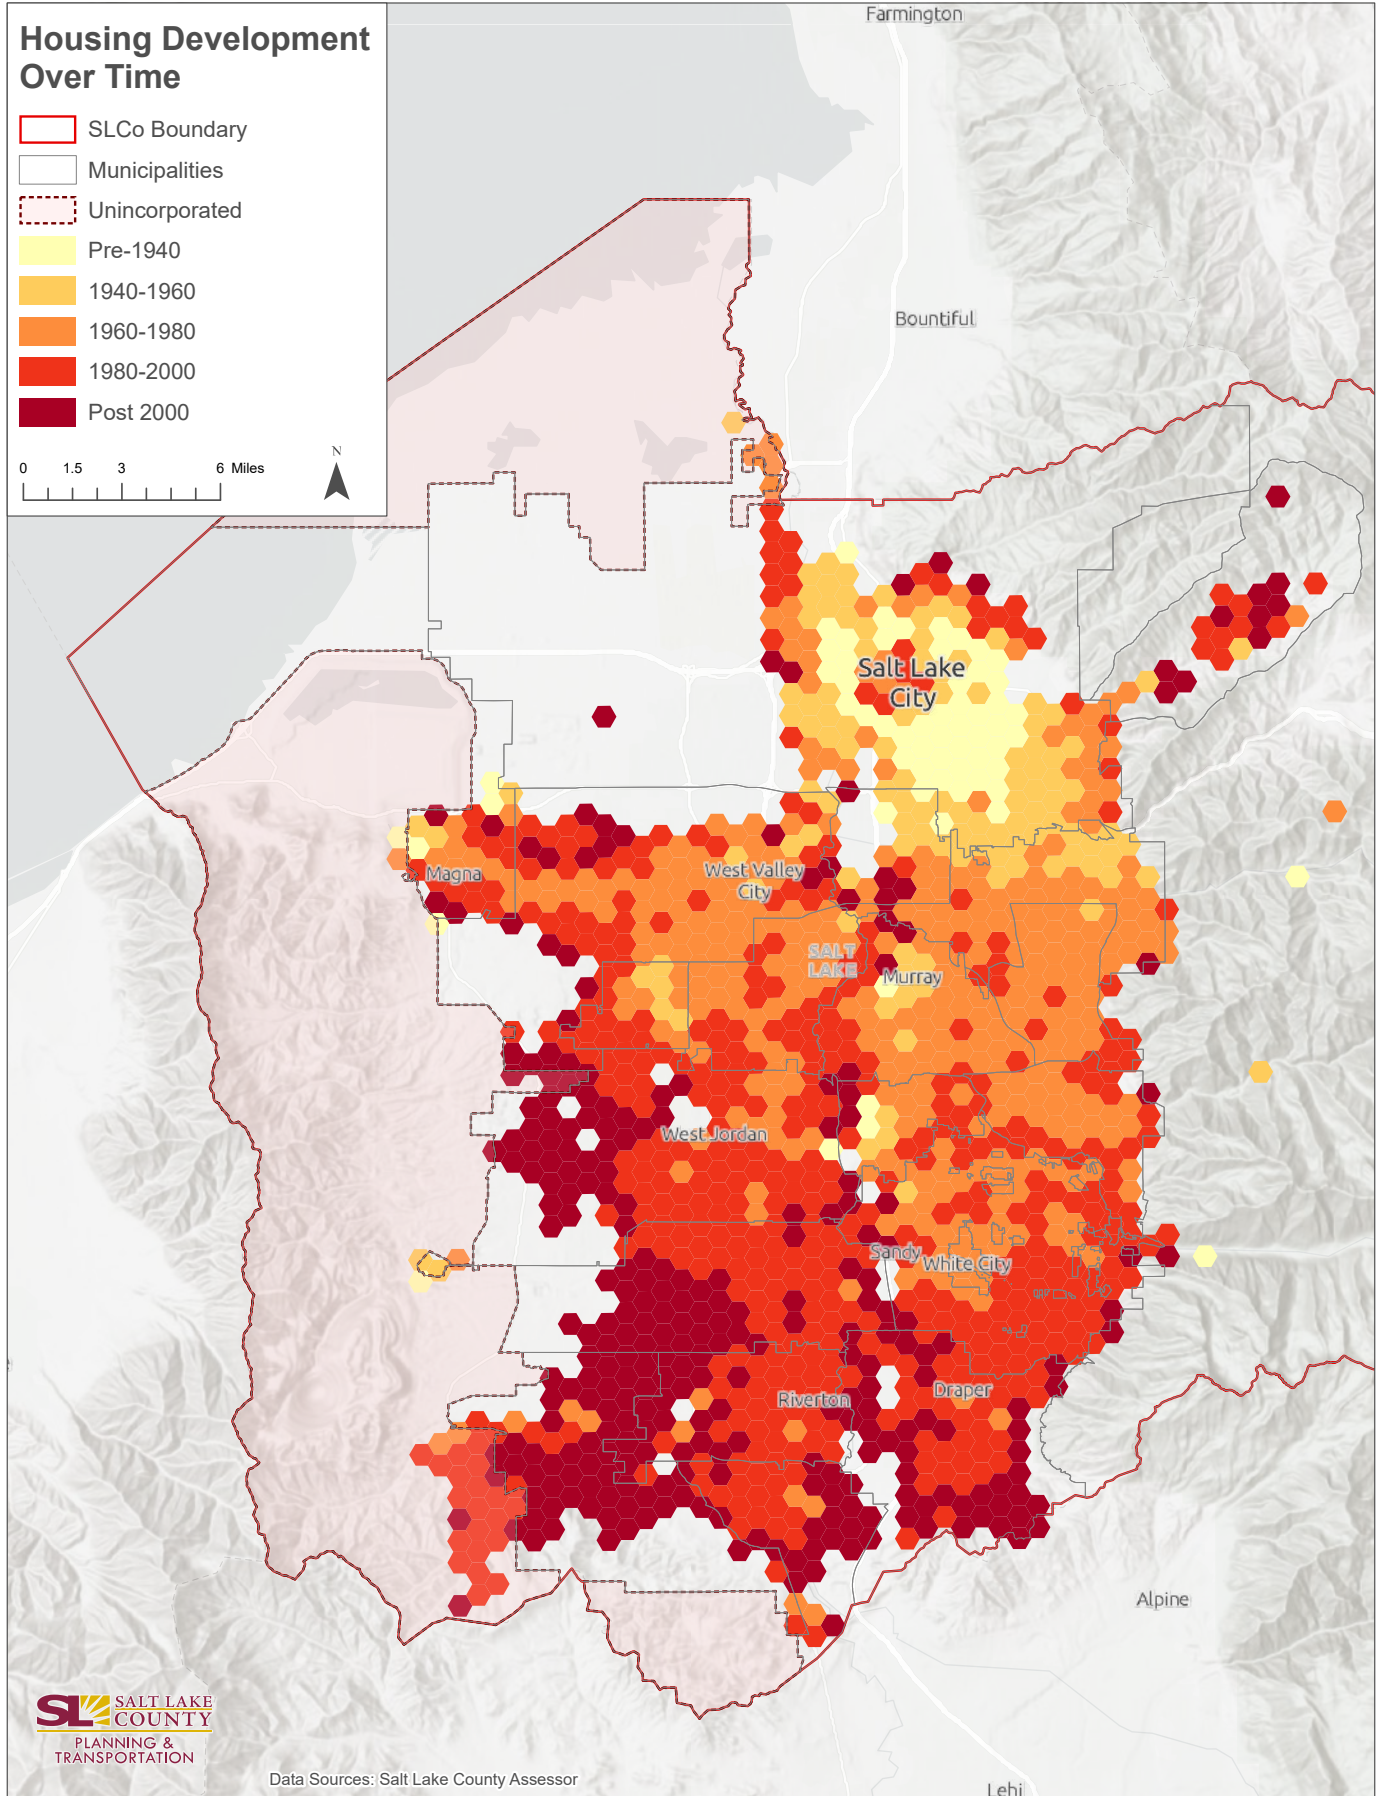 Housing Development
Over Time
SLCo Boundary
Municipalities
Unincorporated
Pre-1940
1940-1960
1960-1980
1980-2000
Post 2000
N
0 1.5 3 6 Miles
Farmington
Bountiful
Salt Lake
City
Magna
West Valley
City
SALT
LAKE
Murray
West Jordan
Sandy
White City
Riverton
Draper
Alpine
Lehi
SL SALT LAKE
COUNTY
PLANNING &
TRANSPORTATION
Data Sources: Salt Lake County Assessor